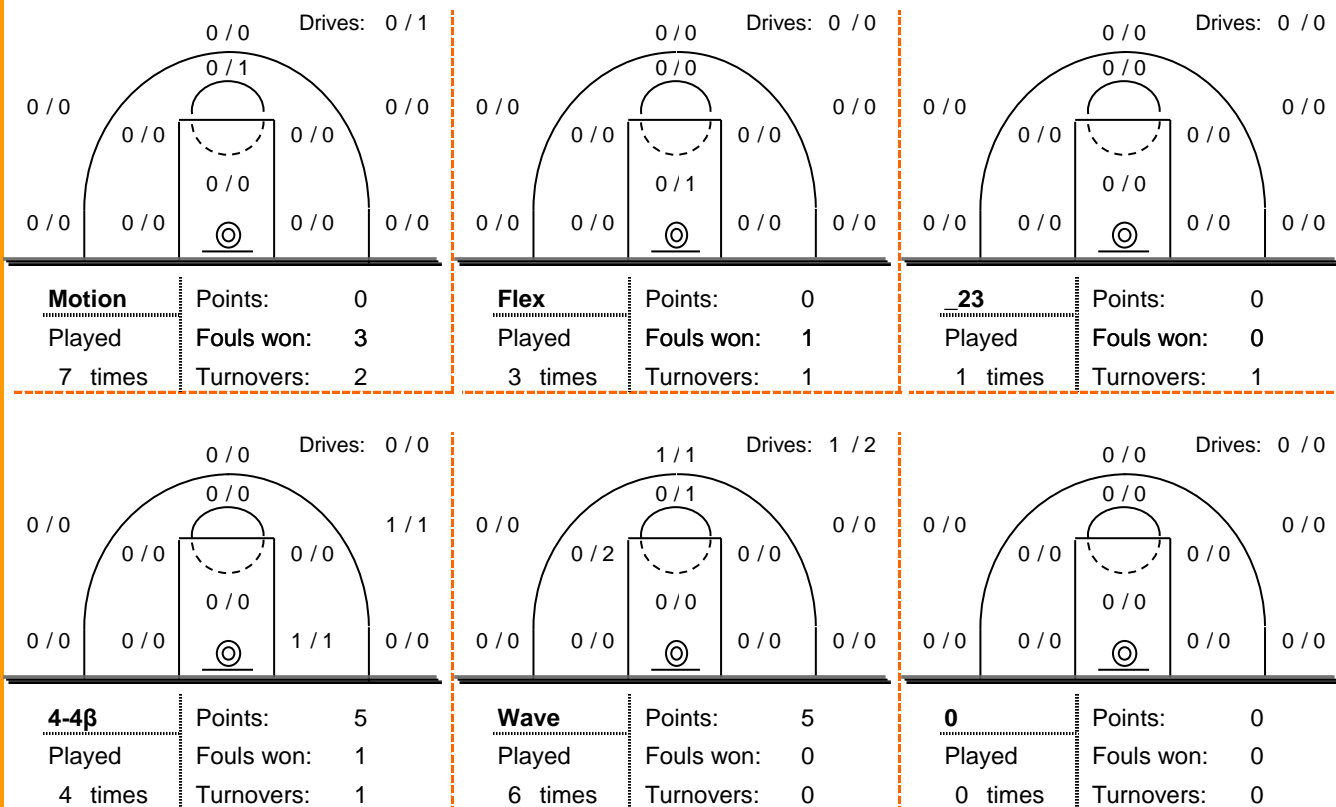 Drives: 0 / 1
0 / 0
0 / 1
0 / 0 0 / 0
0 / 0 0 / 0
0 / 0
0 / 0 0 / 0 0 / 0 0 / 0
Motion Points: 0
Played Fouls won: 3
7 times Turnovers: 2
Drives: 0 / 0
0 / 0
0 / 0
0 / 0 0 / 0
0 / 0 0 / 0
0 / 1
0 / 0 0 / 0 0 / 0 0 / 0
Flex Points: 0
Played Fouls won: 1
3 times Turnovers: 1
Drives: 0 / 0
0 / 0
0 / 0
0 / 0 0 / 0
0 / 0 0 / 0
0 / 0
0 / 0 0 / 0 0 / 0 0 / 0
_23 Points: 0
Played Fouls won: 0
1 times Turnovers: 1
Drives: 0 / 0
0 / 0
0 / 0
0 / 0 1 / 1
0 / 0 0 / 0
0 / 0
0 / 0 0 / 0 1 / 1 0 / 0
4-4β Points: 5
Played Fouls won: 1
4 times Turnovers: 1
Drives: 1 / 2
1 / 1
0 / 1
0 / 0 0 / 0
0 / 2 0 / 0
0 / 0
0 / 0 0 / 0 0 / 0 0 / 0
Wave Points: 5
Played Fouls won: 0
6 times Turnovers: 0
Drives: 0 / 0
0 / 0
0 / 0
0 / 0 0 / 0
0 / 0 0 / 0
0 / 0
0 / 0 0 / 0 0 / 0 0 / 0
0 Points: 0
Played Fouls won: 0
0 times Turnovers: 0